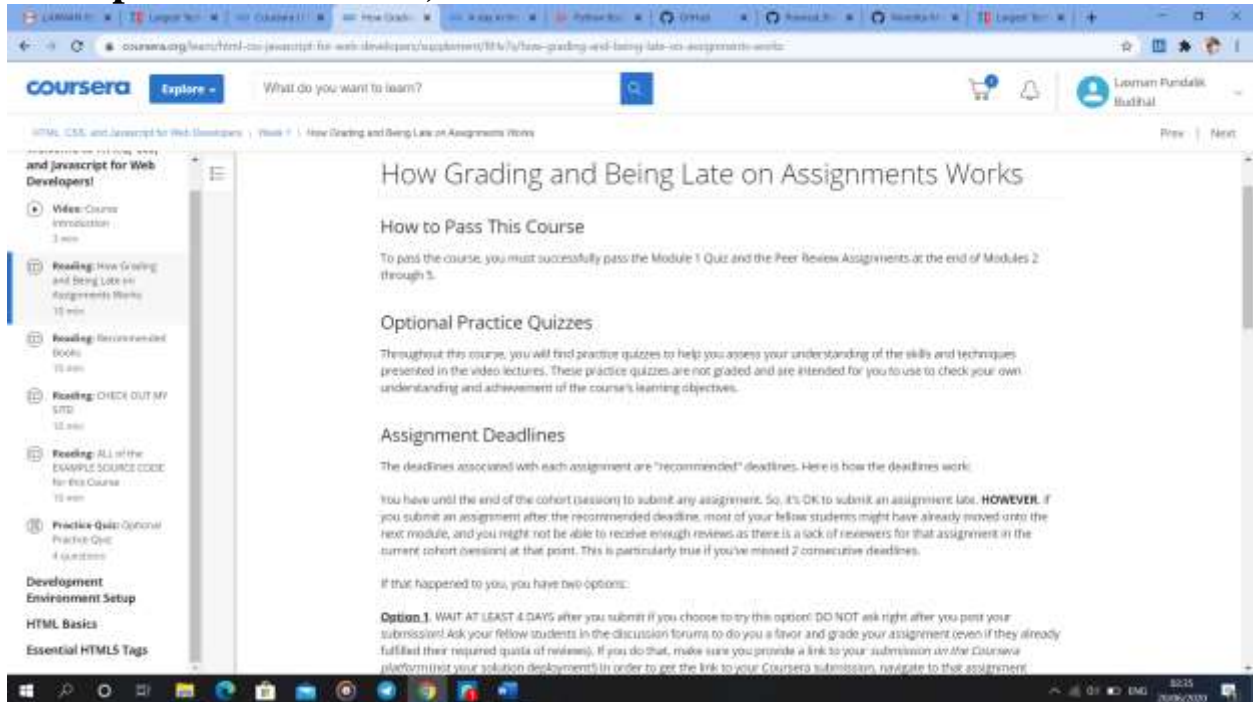 coursera
Explore
What do you want to learn?
Laxman Pundalik
Budihal
HTML, CSS, and Javascript for Web Developers
Week 1
How Grading and Being Late on Assignments Works
Prev | Next
and Javascript for Web
Developers!
Video: Course
Introduction
Reading: How Grading
and Being Late on
Assignments Works
10 min
Reading: Recommended
Books
10 min
Reading: CHECK OUT MY
SITE!
10 min
Reading: ALL of the
EXAMPLE SOURCE CODE
for this Course
10 min
Practice Quiz: Optional
Practice Quiz
4 questions
Development
Environment Setup
HTML Basics
Essential HTML5 Tags
How Grading and Being Late on Assignments Works
How to Pass This Course
To pass the course, you must successfully pass the Module 1 Quiz and the Peer Review Assignments at the end of Modules 2
through 5.
Optional Practice Quizzes
Throughout this course, you will find practice quizzes to help you assess your understanding of the skills and techniques
presented in the video lectures. These practice quizzes are not graded and are intended for you to use to check your own
understanding and achievement of the course's learning objectives.
Assignment Deadlines
The deadlines associated with each assignment are "recommended" deadlines. Here is how the deadlines work:
You have until the end of the cohort (session) to submit any assignment. So, it's OK to submit an assignment late. HOWEVER, if
you submit an assignment after the recommended deadline, most of your fellow students might have already moved onto the
next module, and you might not be able to receive enough reviews as there is a lack of reviewers for that assignment in the
current cohort (session) at that point. This is particularly true if you've missed 2 consecutive deadlines.
If that happened to you, you have two options:
Option 1. WAIT AT LEAST 4 DAYS after you submit if you choose to try this option! DO NOT ask right after you post your
submission! Ask your fellow students in the discussion forums to do you a favor and grade your assignment (even if they already
fulfilled their required quota of reviews). If you do that, make sure you provide a link to your submission on the Coursera
platform (not your solution deployment!) In order to get the link to your Coursera submission, navigate to that assignment
ENG
02:25
20/06/2020